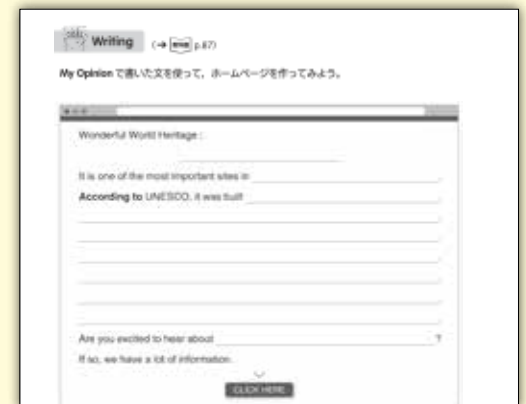 Writing (→ p.87)
My Opinion で書いた文を使って，ホームページを作ってみよう。
Wonderful World Heritage :
It is one of the most important sites in .
According to UNESCO, it was built
Are you excited to hear about ?
If so, we have a lot of information.
CLICK HERE